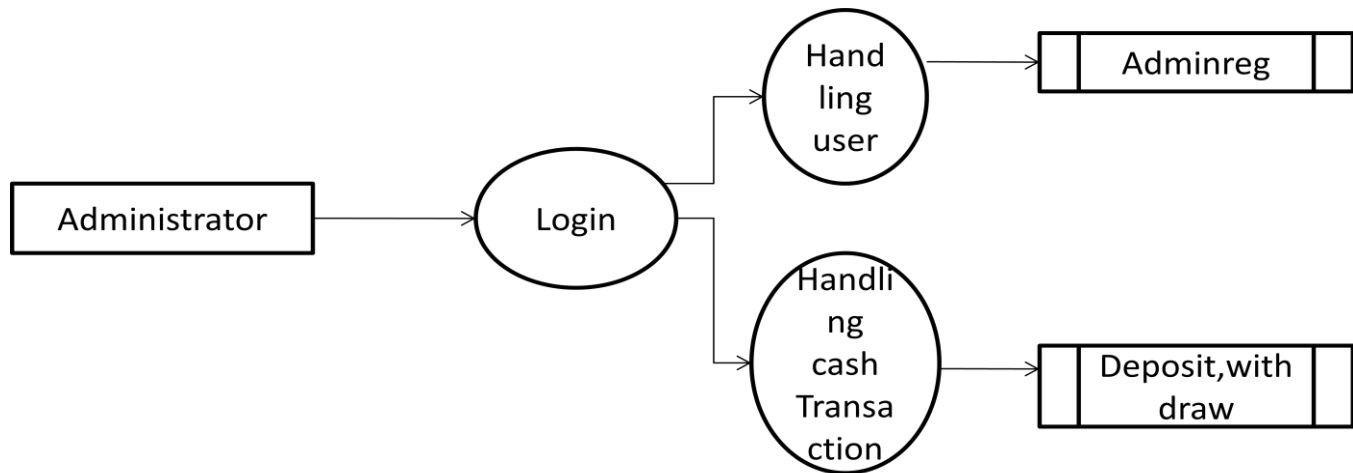 Administrator
Login
Hand
ling
user
Adminreg
Handli
ng
cash
Transa
ction
Deposit,with
draw